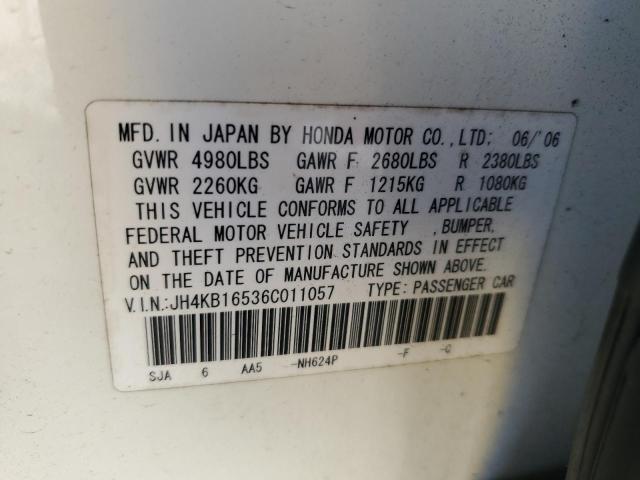 MFD. IN JAPAN BY HONDA MOTOR CO., LTD: 06/'06
GVWR 4980LBS GAWR F 2680LBS R 2380LBS
GVWR 2260KG GAWR F 1215KG R 1080KG
THIS VEHICLE CONFORMS TO ALL APPLICABLE
FEDERAL MOTOR VEHICLE SAFETY ,BUMPER,
AND THEFT PREVENTION STANDARDS IN EFFECT
ON THE DATE OF MANUFACTURE SHOWN ABOVE.
V.I.N.:JH4KB16536C011057 TYPE: PASSENGER CAR
SJA 6 AA5 -NH624P -F -G